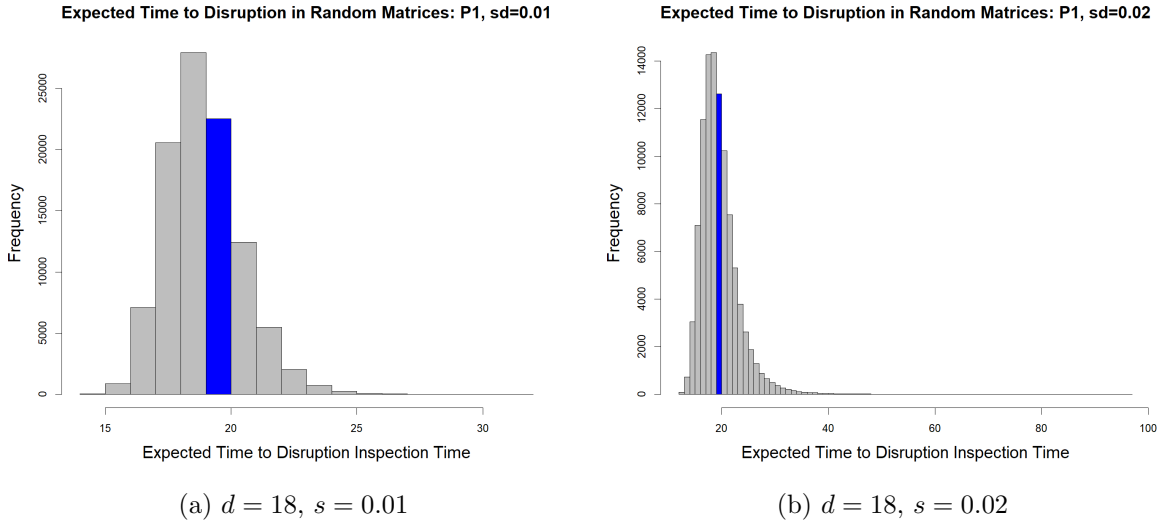 Expected Time to Disruption in Random Matrices: P1, sd=0.01
Frequency
25000
20000
15000
10000
5000
0
15
20
25
30
Expected Time to Disruption Inspection Time
(a) d = 18, s = 0.01
Expected Time to Disruption in Random Matrices: P1, sd=0.02
Frequency
14000
12000
10000
8000
6000
4000
2000
0
20
40
60
80
100
Expected Time to Disruption Inspection Time
(b) d = 18, s = 0.02